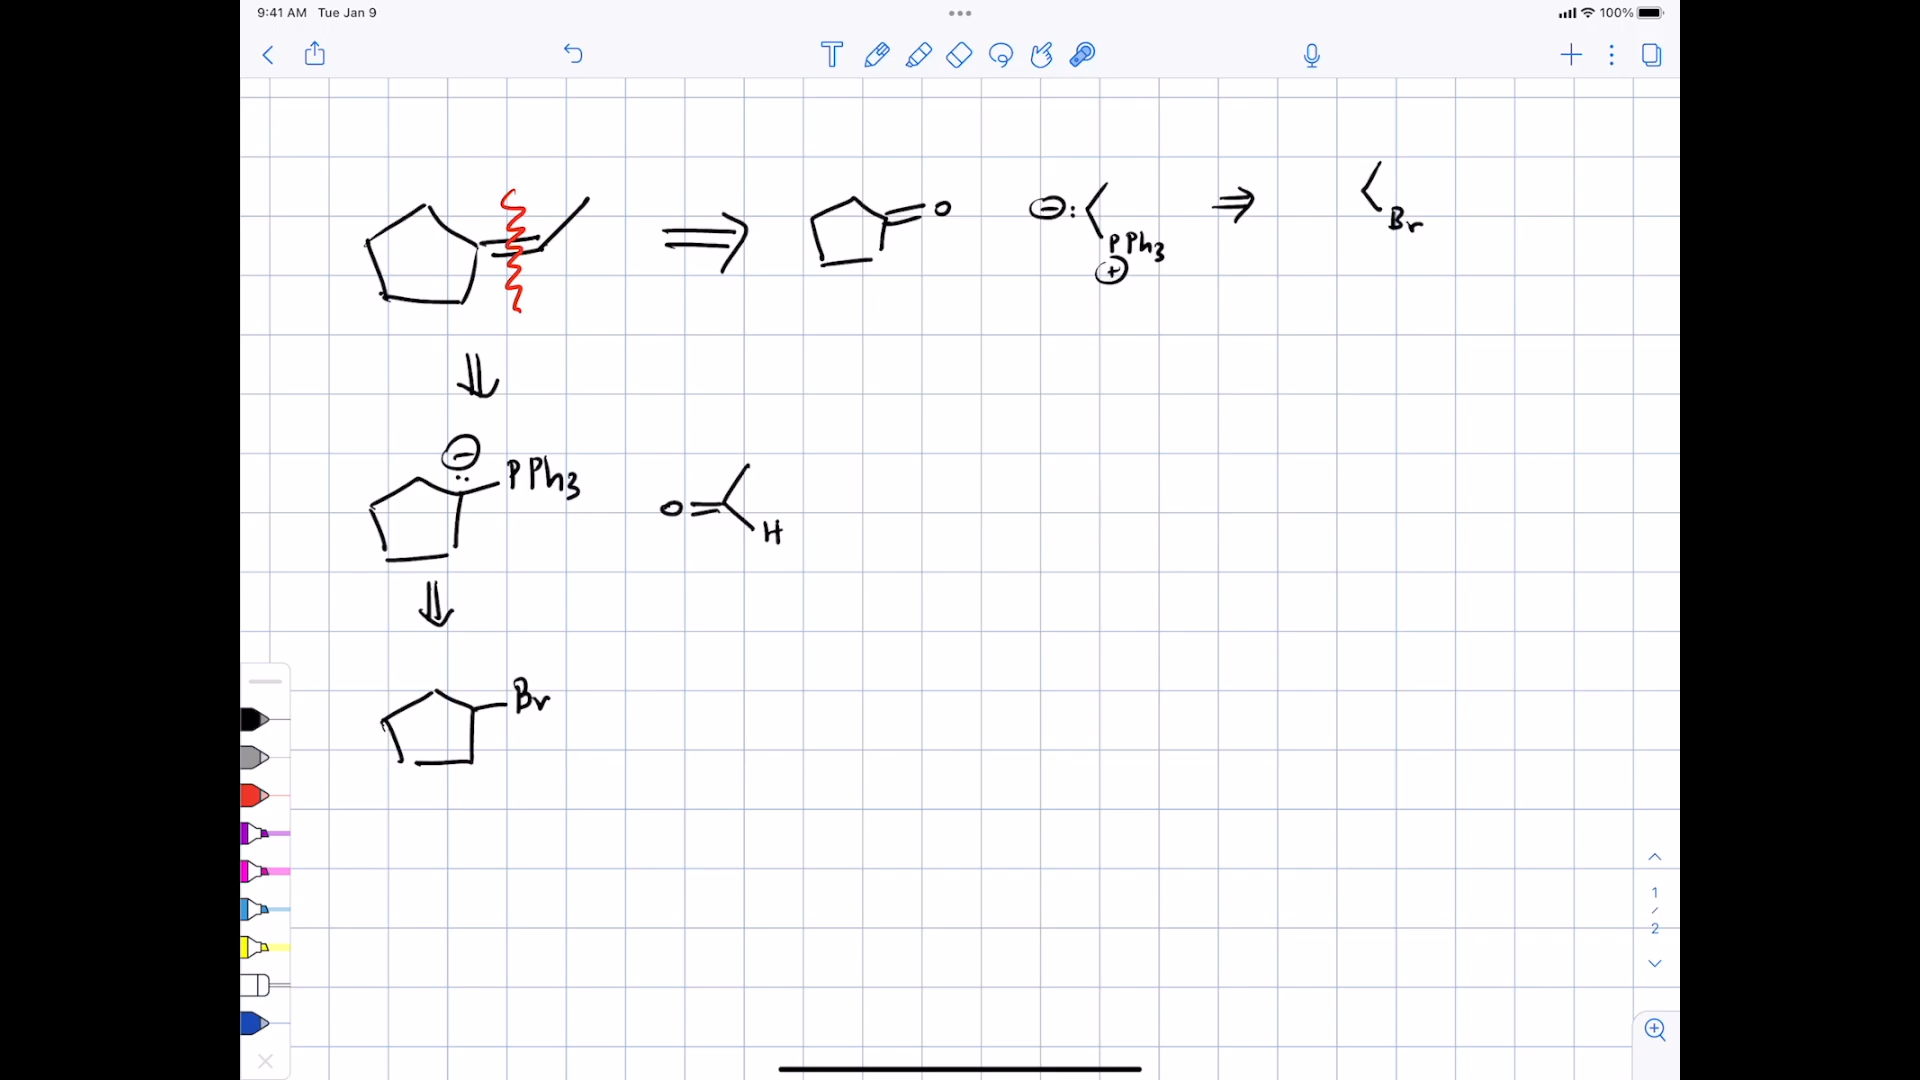 9:41 AM Tue Jan 9
100%
T
O
⊖:
PPh3
⊕
Br
⊖
PPh3
O
H
Br
1
/
2